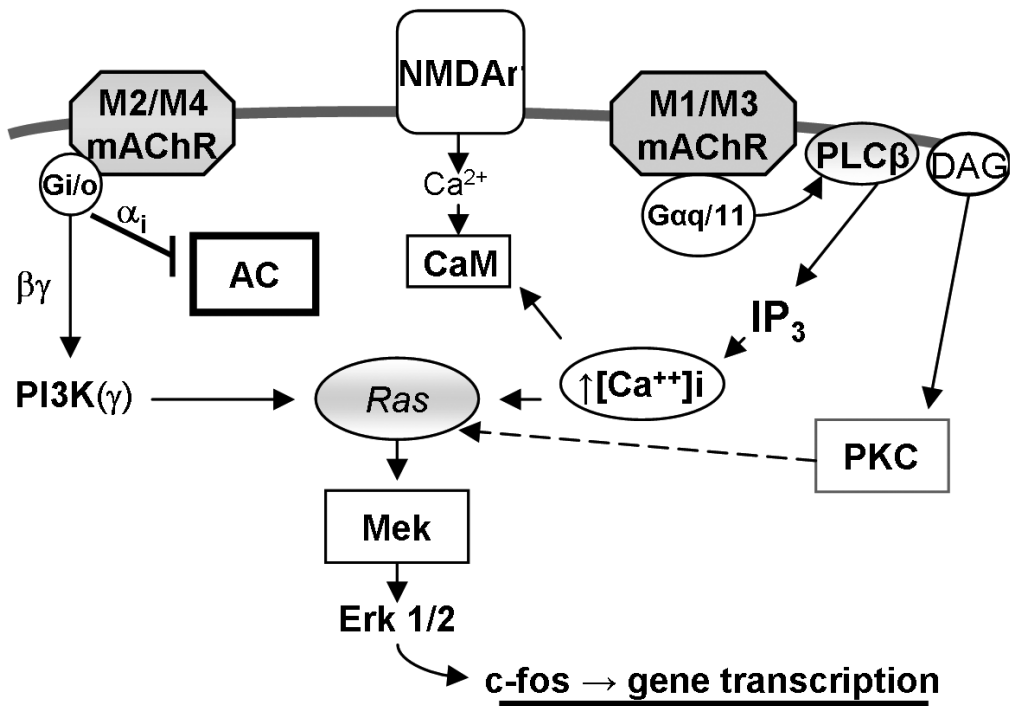 NMDAr
M2/M4
mAChR
M1/M3
mAChR
PLCβ
DAG
Gi/o
Ca²⁺
Gαq/11
αi
AC
CaM
βγ
IP₃
PI3K(γ)
Ras
↑[Ca⁺⁺]i
PKC
Mek
Erk 1/2
c-fos → gene transcription